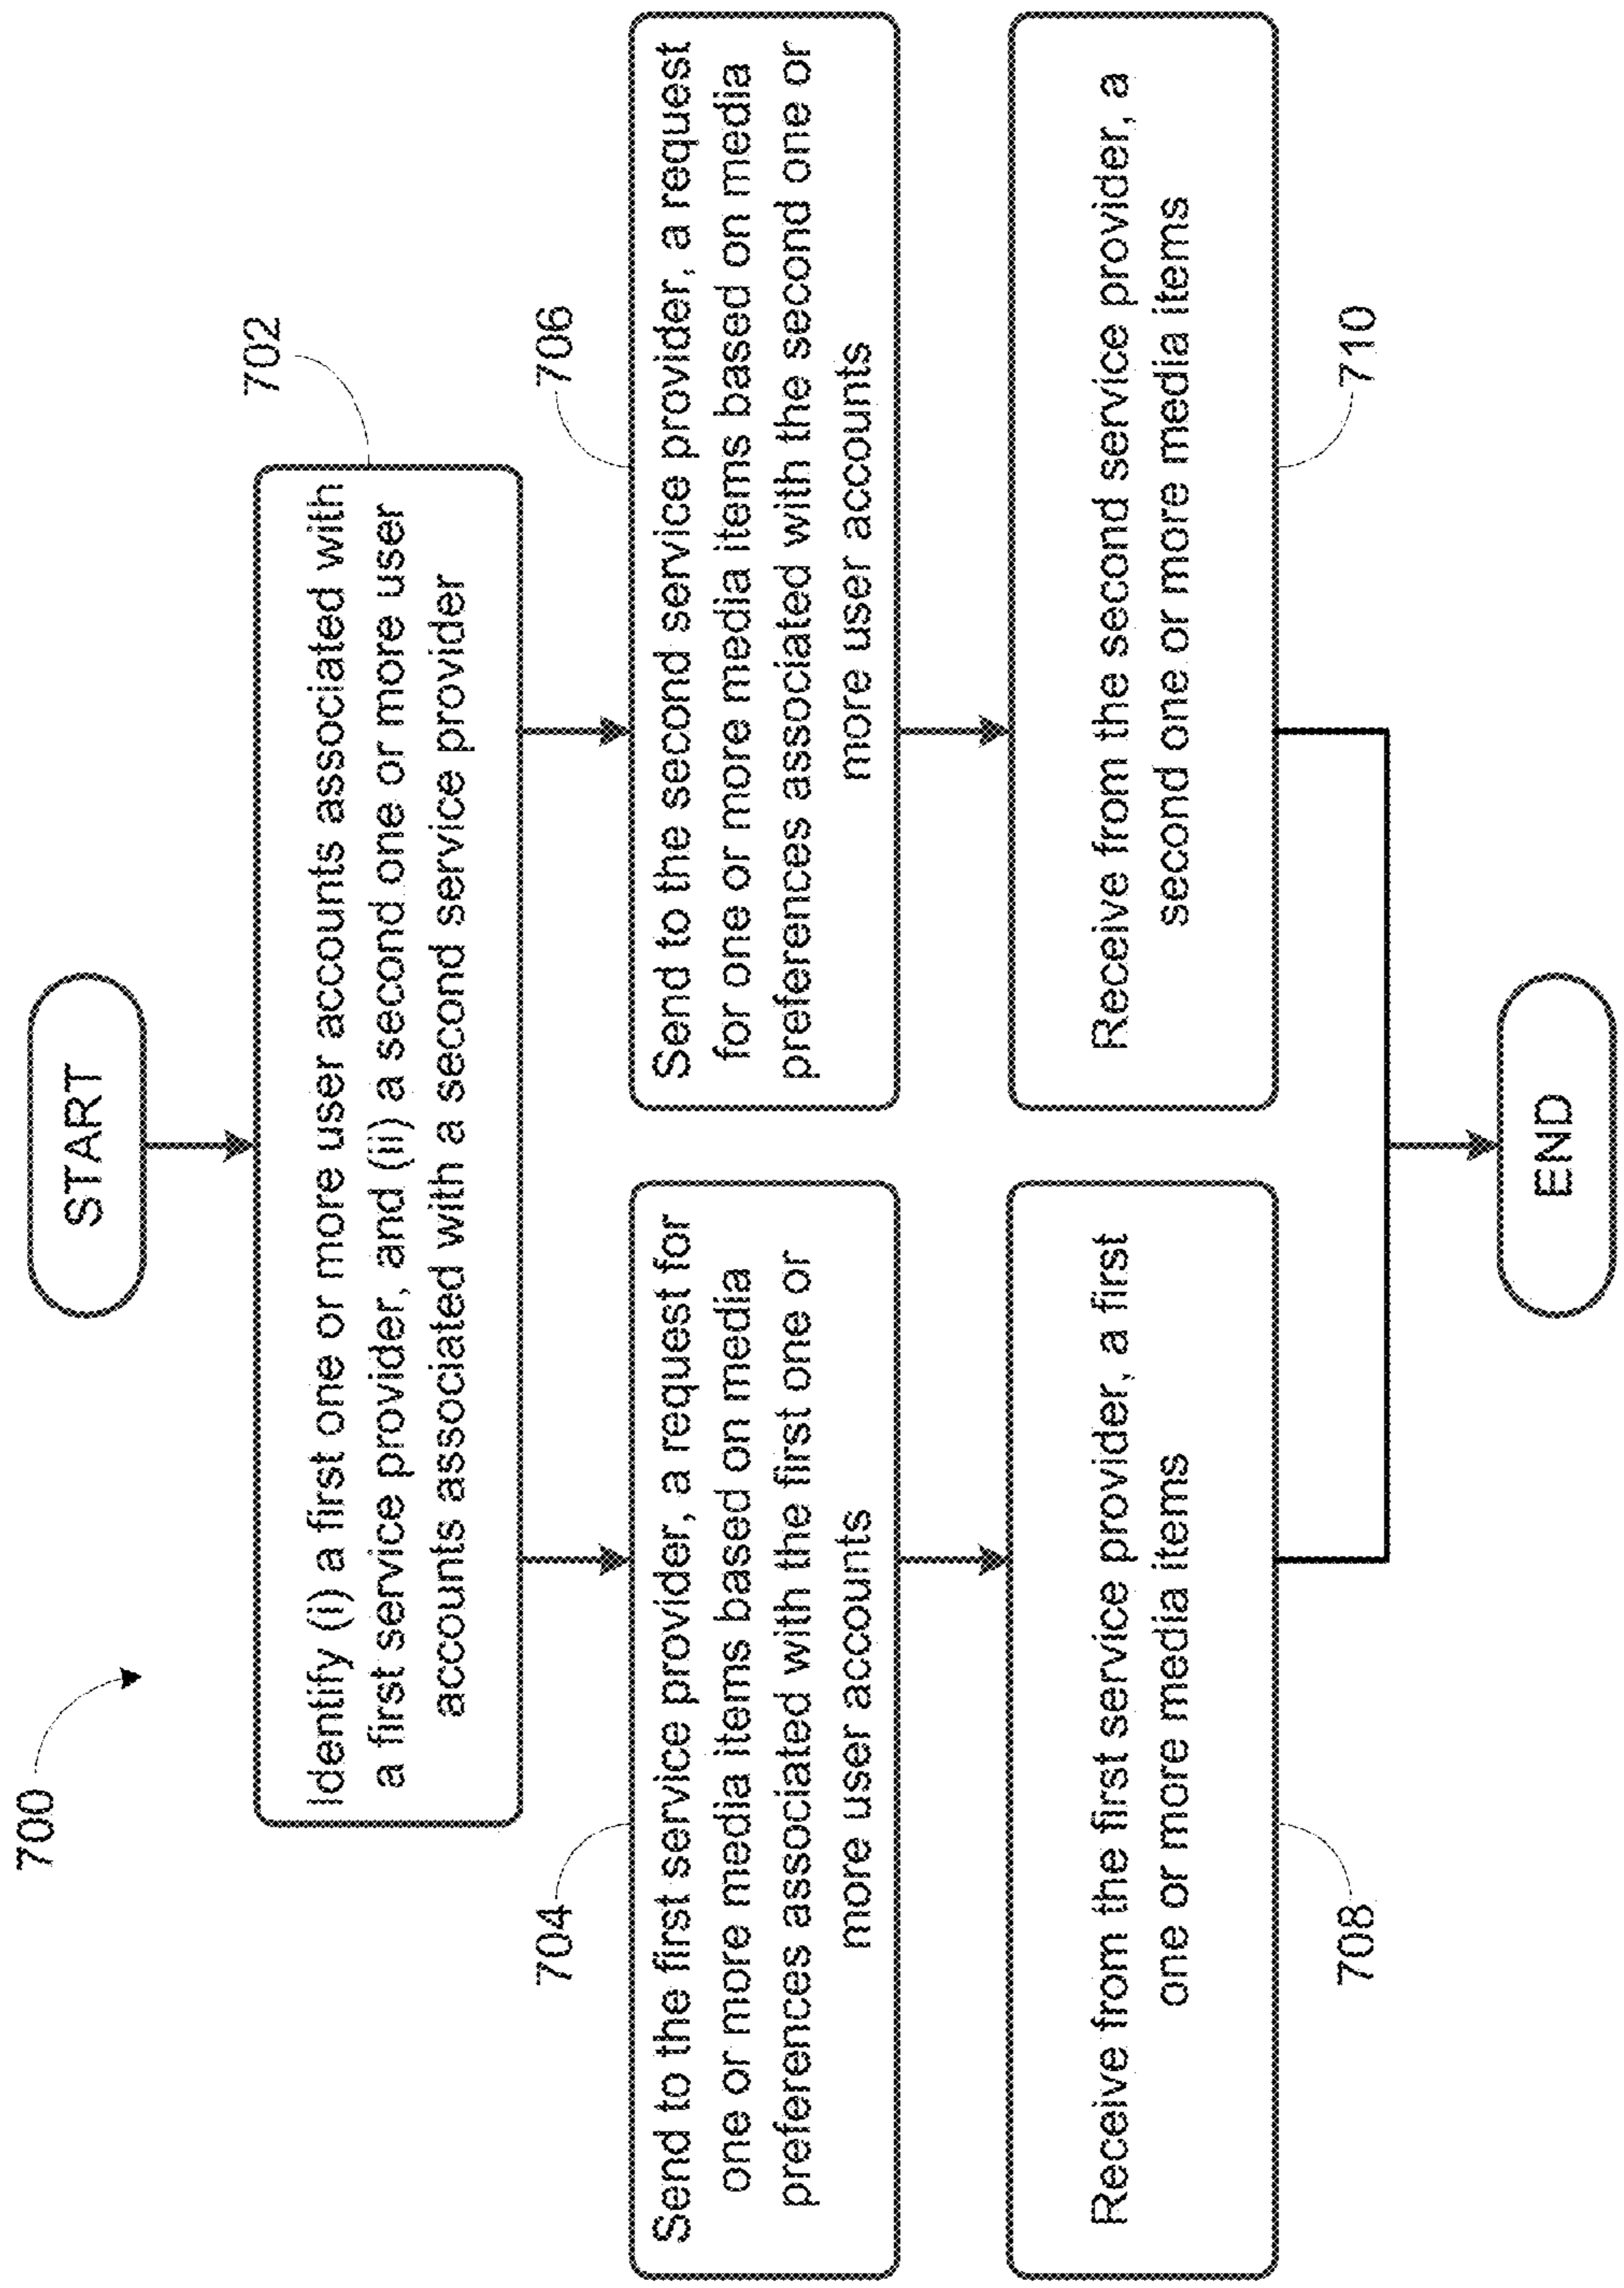 700
START
702
Identify (i) a first one or more user accounts associated with
a first service provider, and (ii) a second one or more user
accounts associated with a second service provider
704
Send to the first service provider, a request for
one or more media items based on media
preferences associated with the first one or
more user accounts
706
Send to the second service provider, a request
for one or more media items based on media
preferences associated with the second one or
more user accounts
Receive from the first service provider, a first
one or more media items
708
Receive from the second service provider, a
second one or more media items
710
END